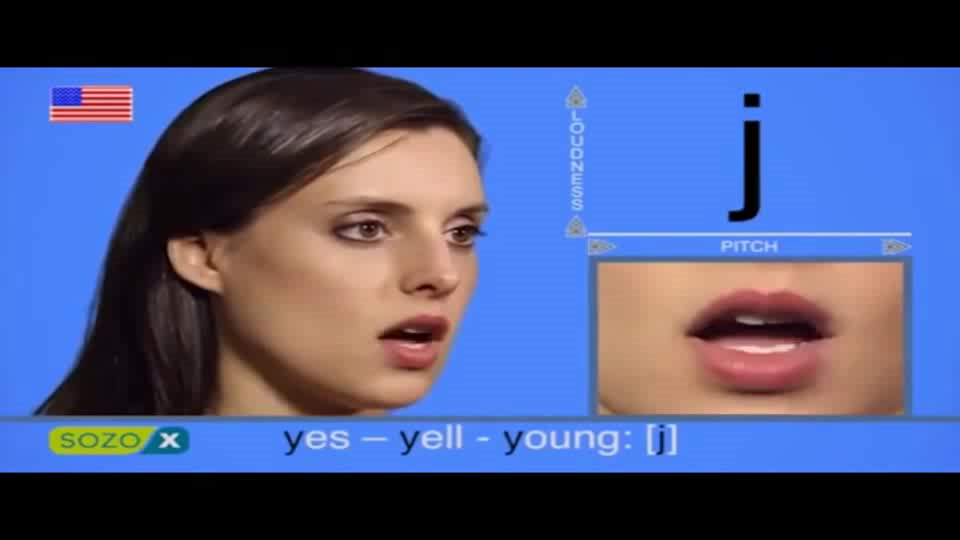 LOUDNESS
j
PITCH
SOZO X
yes – yell - young: [j]